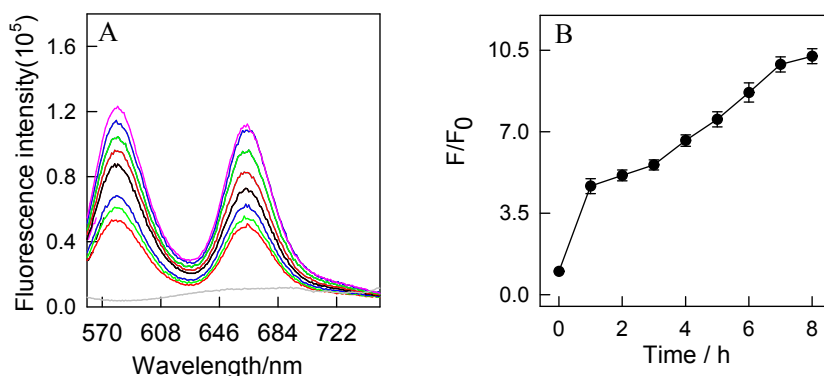 A
Fluorescence intensity(10^5)
1.6
1.2
0.8
0.4
0.0
570 608 646 684 722
Wavelength/nm
B
F/F0
10.5
7.0
3.5
0.0
0 2 4 6 8
Time / h